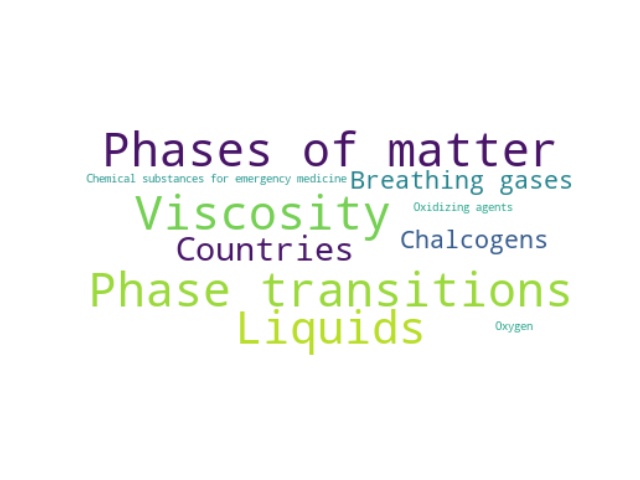 Phases of matter
Chemical substances for emergency medicine
Breathing gases
Viscosity
Oxidizing agents
Countries
Chalcogens
Phase transitions
Liquids
Oxygen